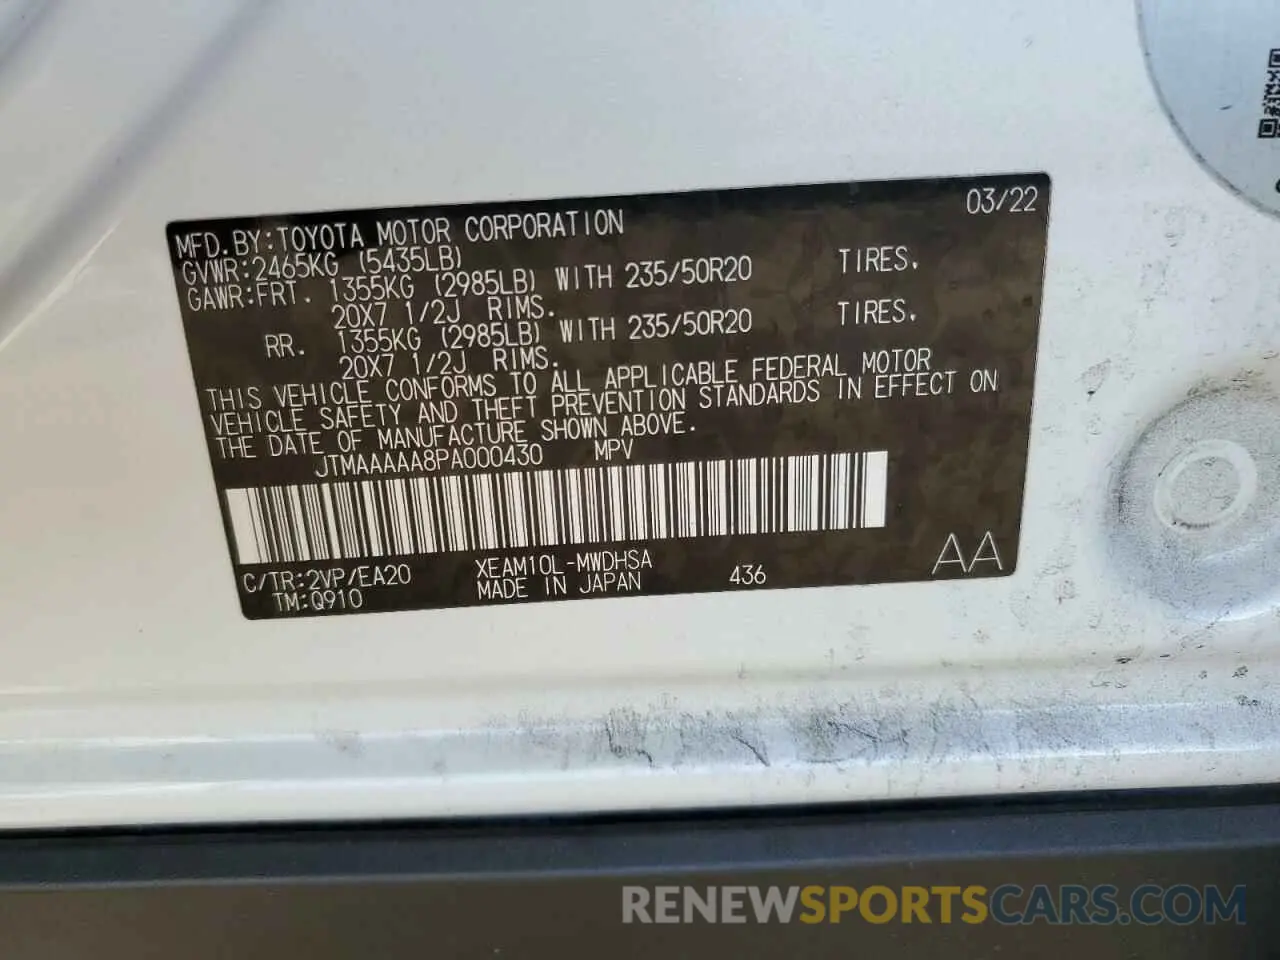 03/22
MFD.BY:TOYOTA MOTOR CORPORATION
GVWR:2465KG (5435LB)
GAWR:FRT. 1355KG (2985LB) WITH 235/50R20 TIRES.
20X7 1/2J RIMS.
RR. 1355KG (2985LB) WITH 235/50R20 TIRES.
20X7 1/2J RIMS.
THIS VEHICLE CONFORMS TO ALL APPLICABLE FEDERAL MOTOR
VEHICLE SAFETY AND THEFT PREVENTION STANDARDS IN EFFECT ON
THE DATE OF MANUFACTURE SHOWN ABOVE.
JTMAAAAA8PA000430 MPV
C/TR:2VP/EA20 XEAM10L-MWDHSA AA
TM:Q910 MADE IN JAPAN 436
RENEWSPORTSCARS.COM